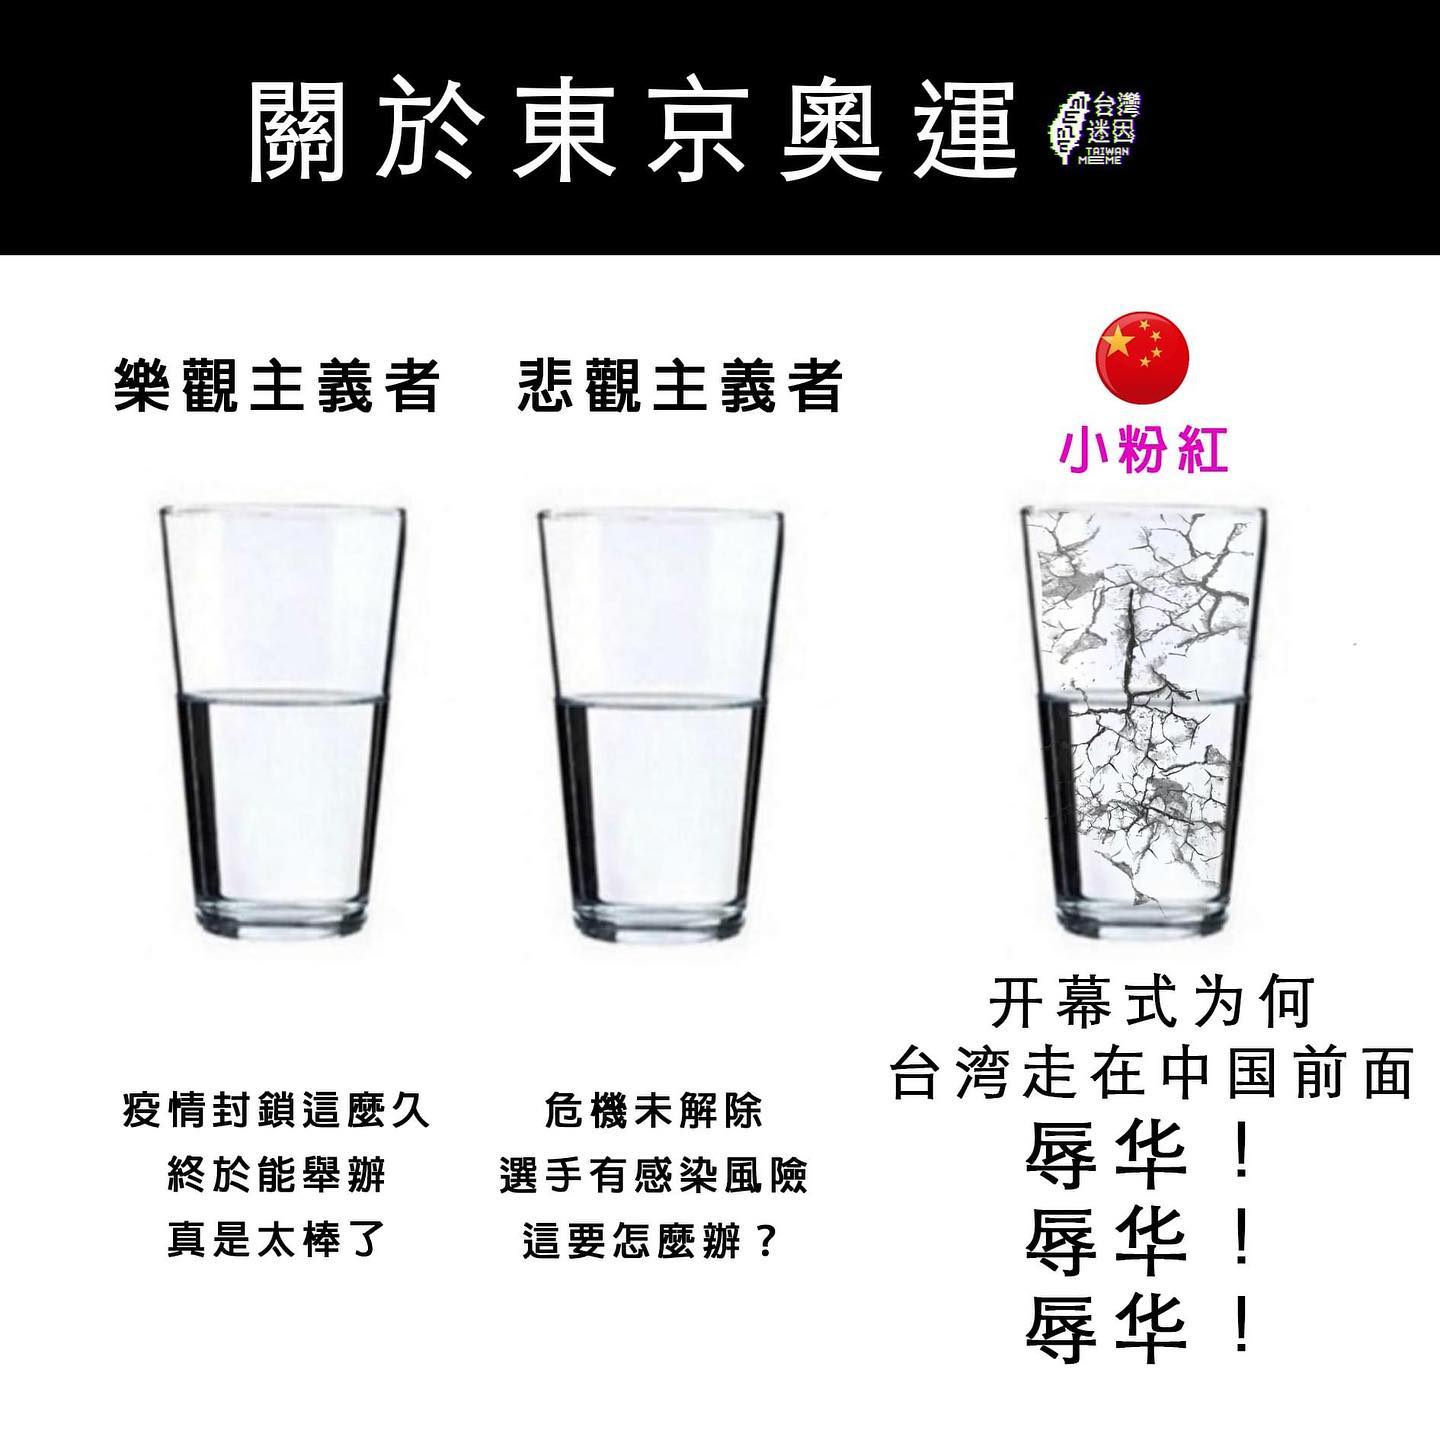 關於東京奧運
台灣
迷因
TAIWAN
MEME
樂觀主義者
悲觀主義者
小粉紅
疫情封鎖這麼久
終於能舉辦
真是太棒了
危機未解除
選手有感染風險
這要怎麼辦？
开幕式为何
台湾走在中国前面
辱华！
辱华！
辱华！